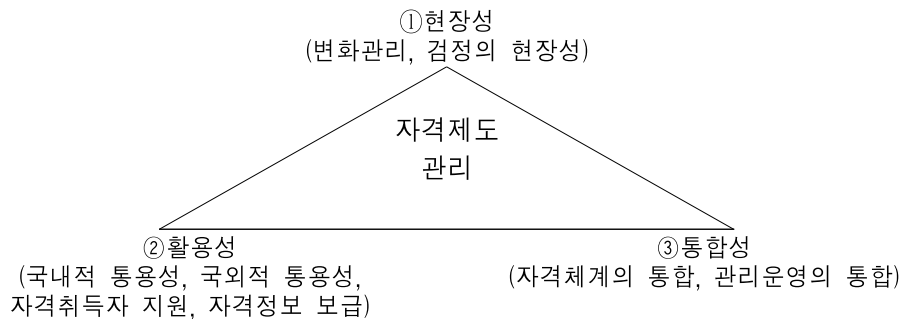 ①현장성
(변화관리, 검정의 현장성)
자격제도
관리
②활용성
(국내적 통용성, 국외적 통용성,
자격취득자 지원, 자격정보 보급)
③통합성
(자격체계의 통합, 관리운영의 통합)